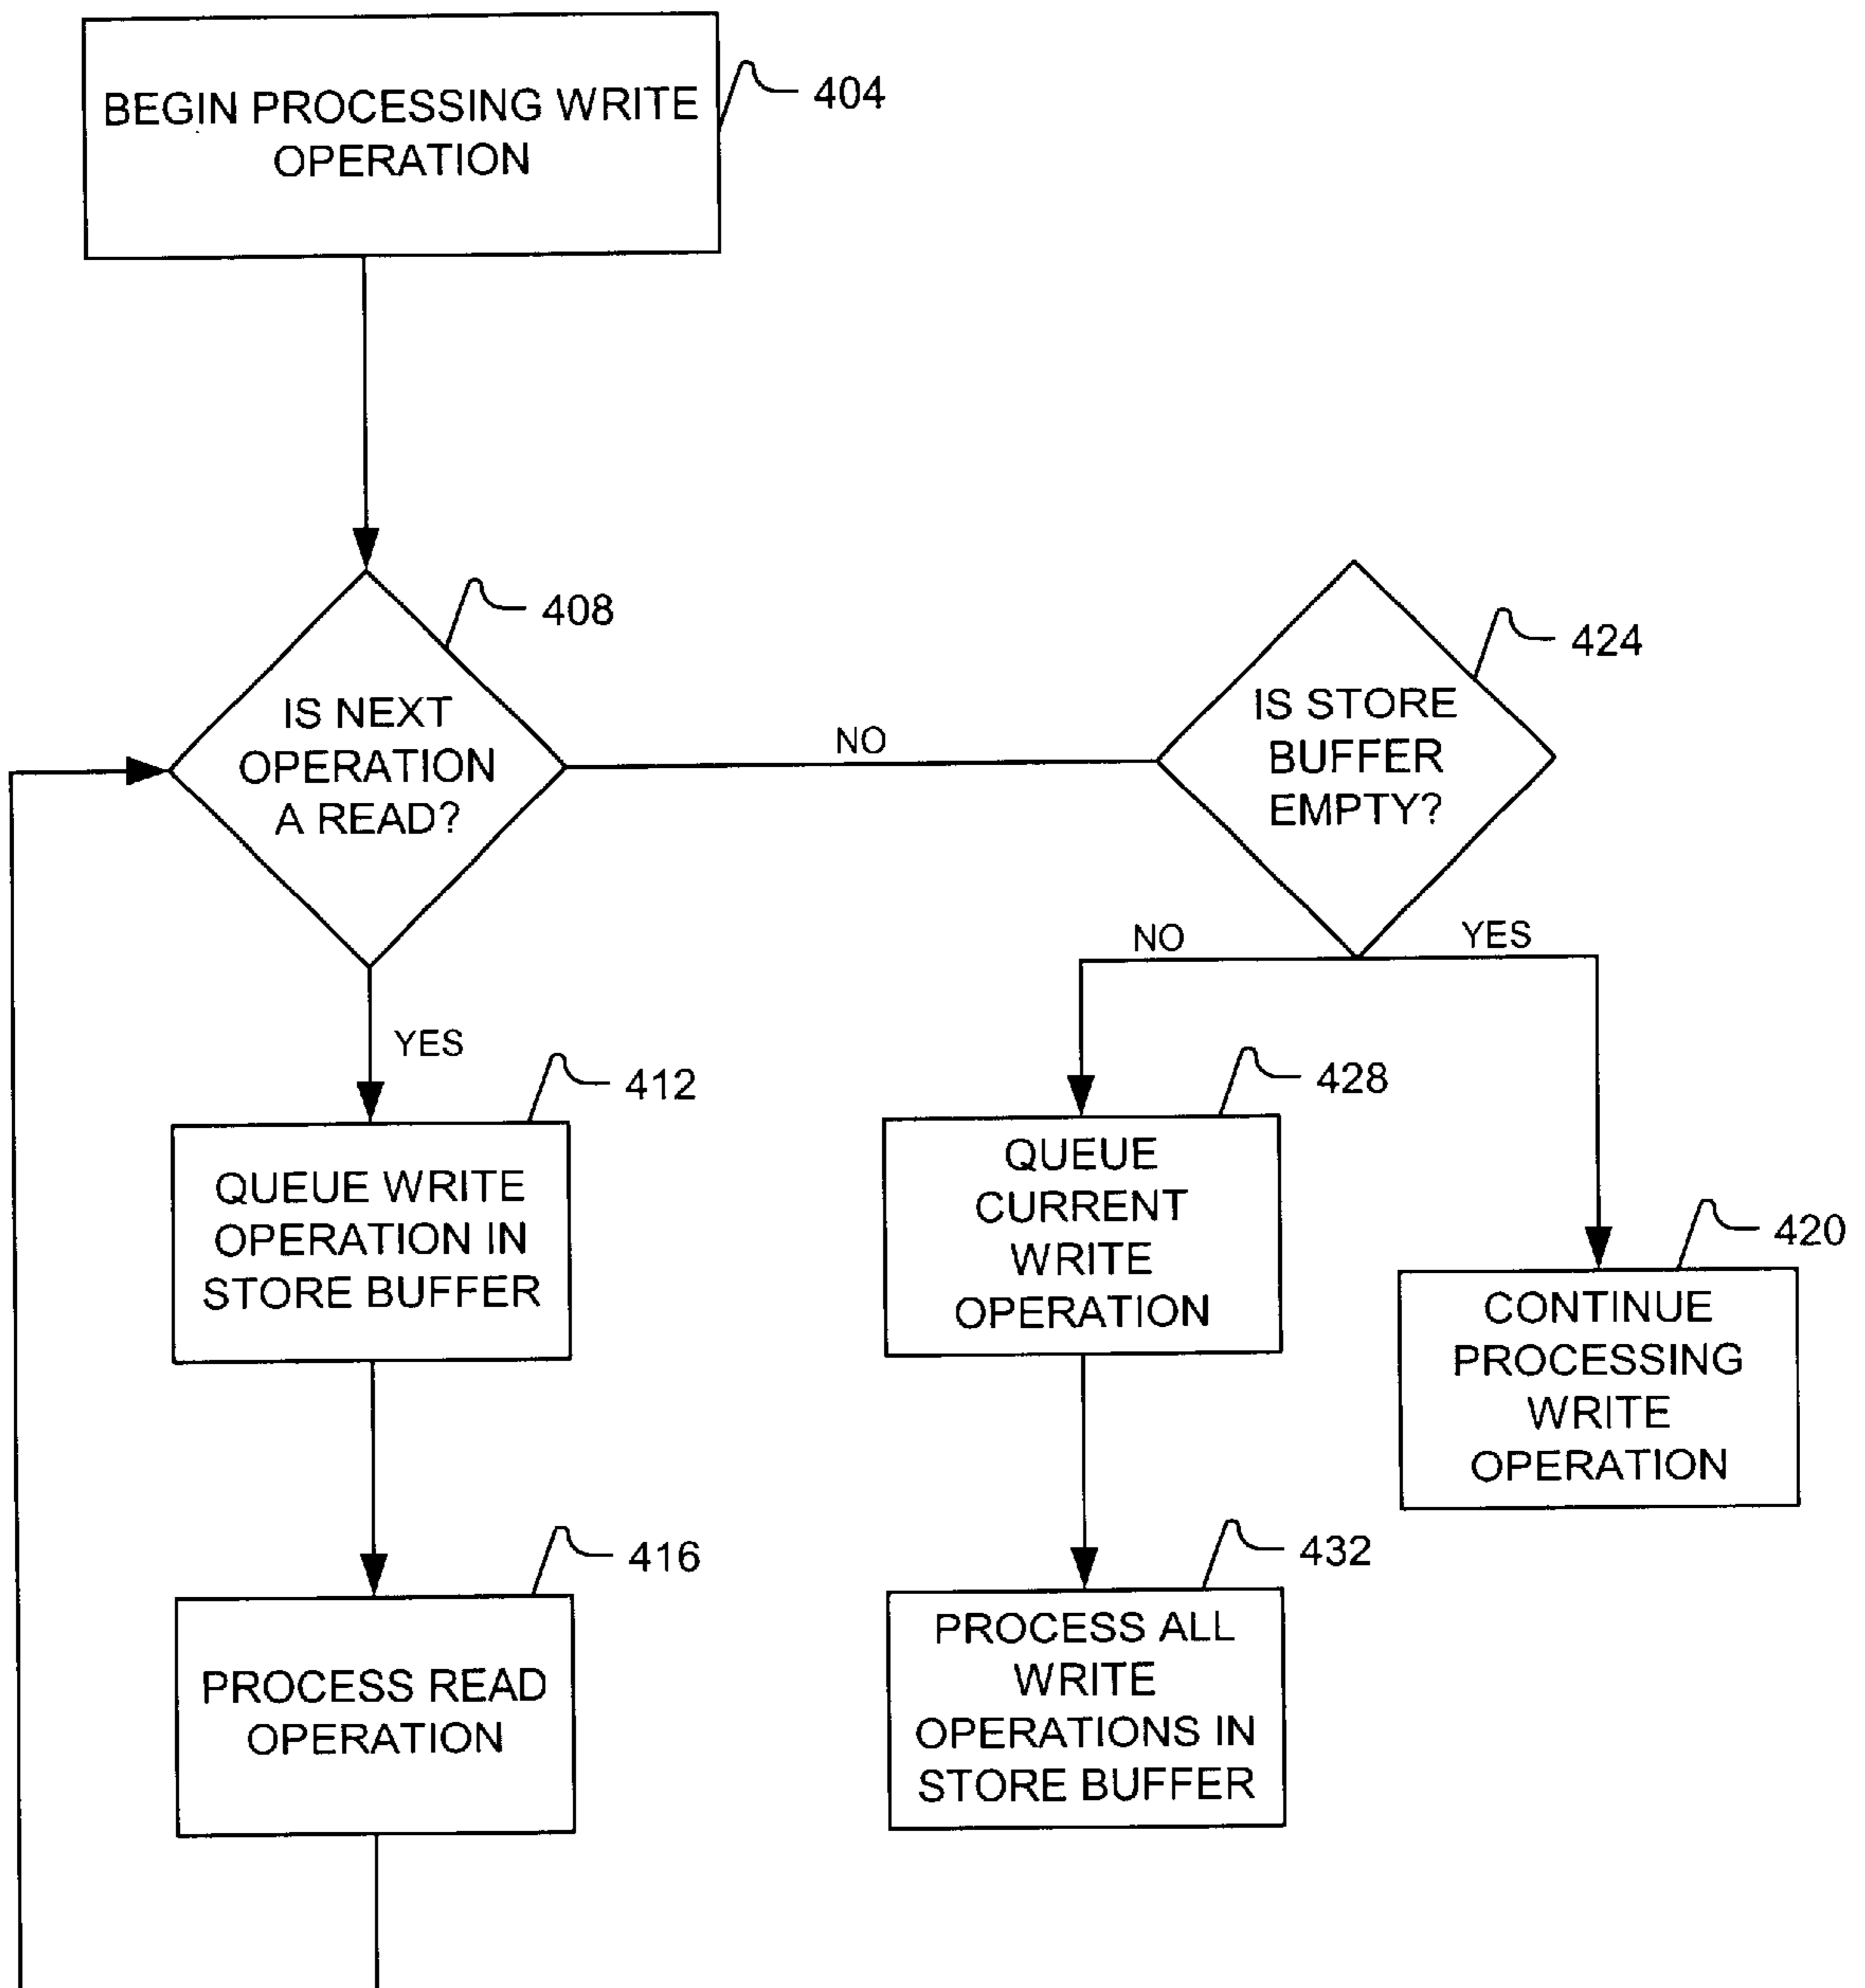 BEGIN PROCESSING WRITE
OPERATION
404
IS NEXT
OPERATION
A READ?
408
NO
IS STORE
BUFFER
EMPTY?
424
YES
NO
YES
QUEUE WRITE
OPERATION IN
STORE BUFFER
412
QUEUE
CURRENT
WRITE
OPERATION
428
CONTINUE
PROCESSING
WRITE
OPERATION
420
PROCESS READ
OPERATION
416
PROCESS ALL
WRITE
OPERATIONS IN
STORE BUFFER
432